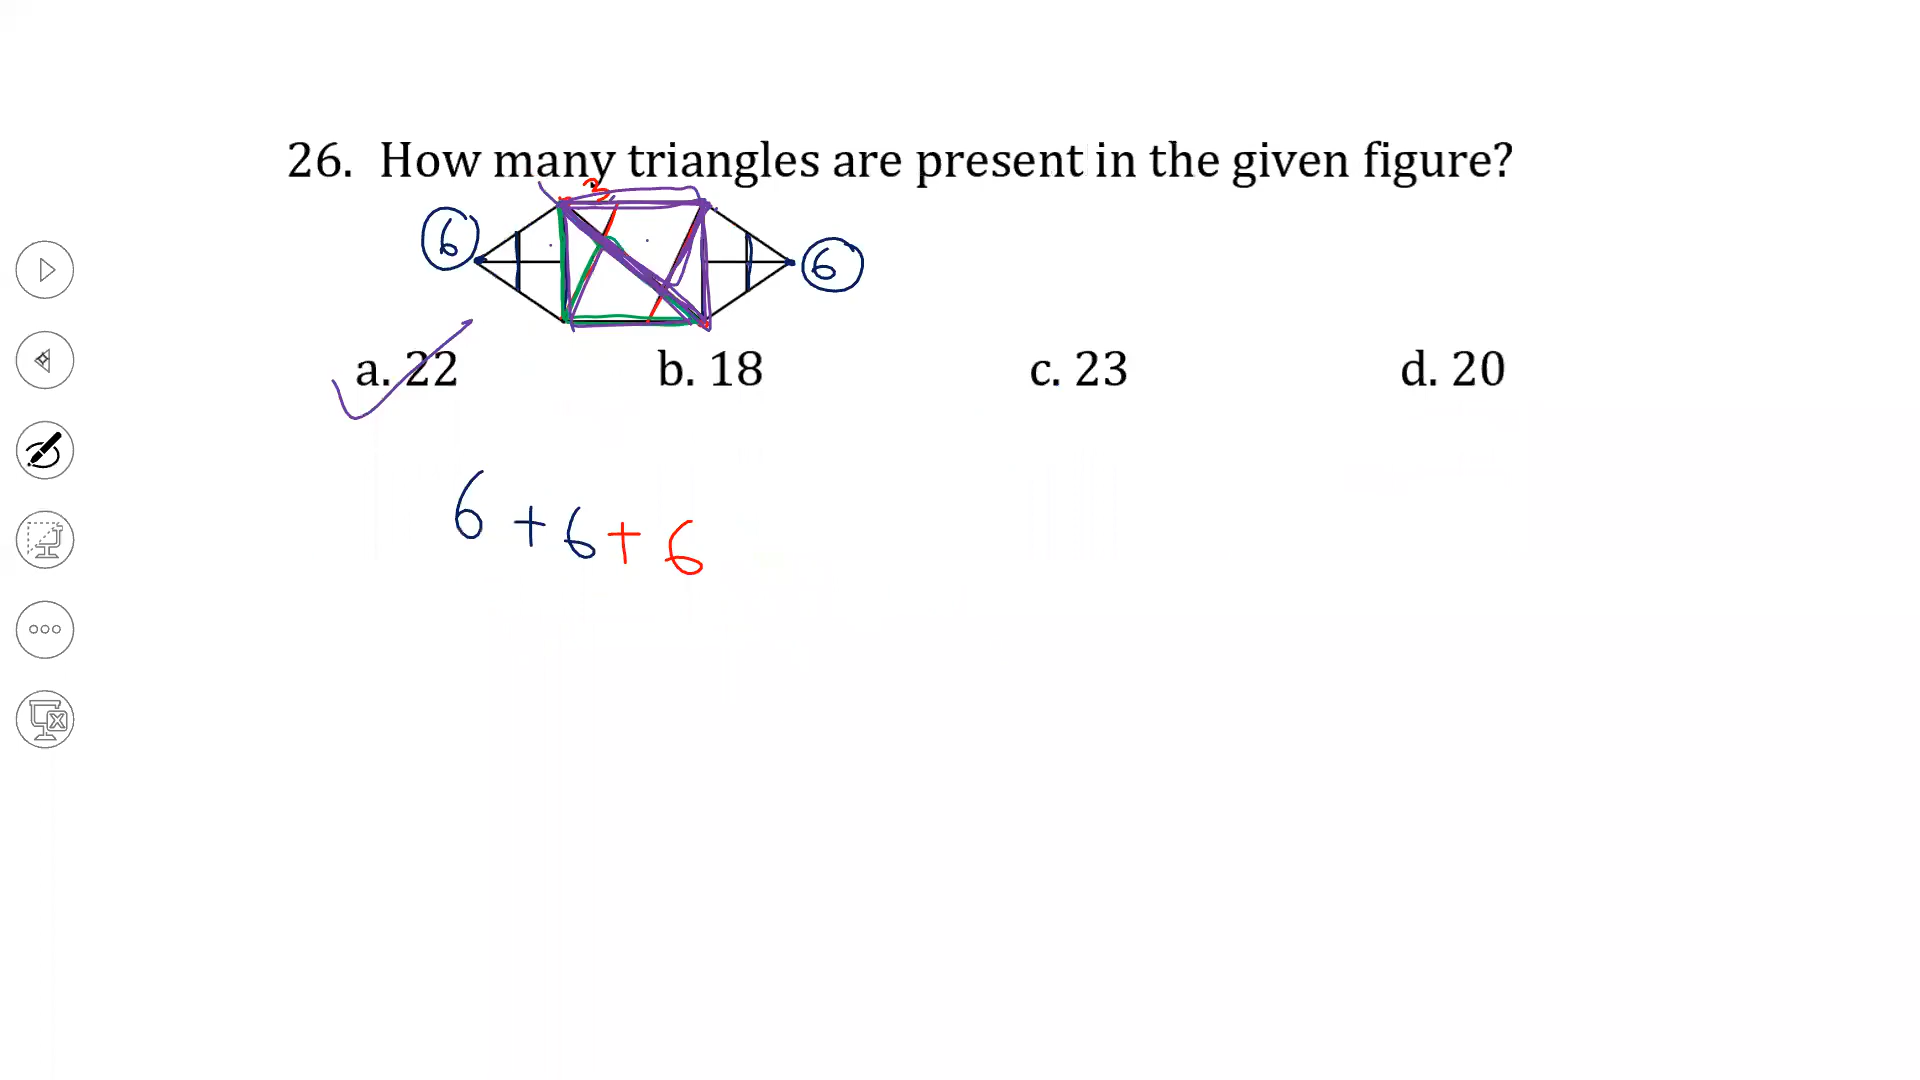 26. How many triangles are present in the given figure?
3
6
6
a. 22 b. 18 c. 23 d. 20
6 + 6 + 6